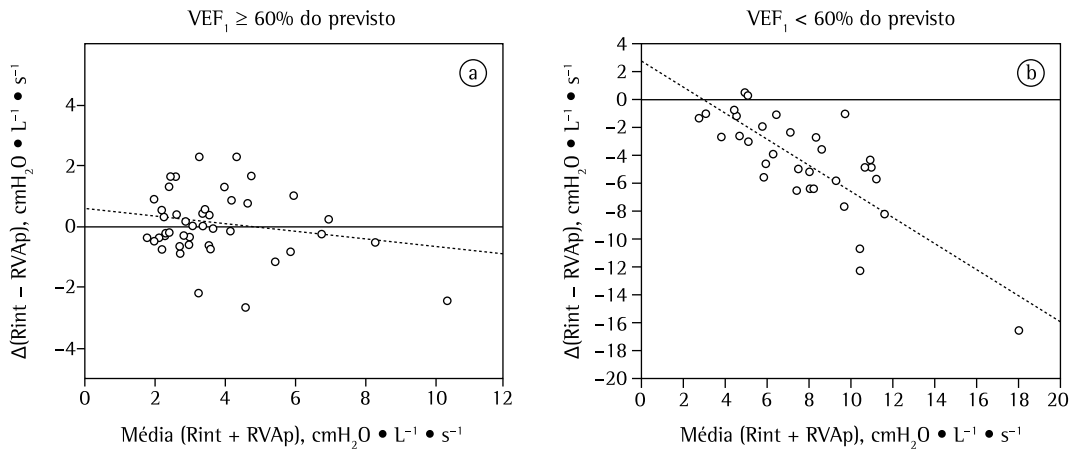 VEF₁ ≥ 60% do previsto
a
4
2
0
−2
−4
Δ(Rint − RVAp), cmH₂O • L⁻¹ • s⁻¹
0 2 4 6 8 10 12
Média (Rint + RVAp), cmH₂O • L⁻¹ • s⁻¹
VEF₁ < 60% do previsto
b
4
2
0
−2
−4
−6
−8
−10
−12
−14
−16
−18
−20
Δ(Rint − RVAp), cmH₂O • L⁻¹ • s⁻¹
0 2 4 6 8 10 12 14 16 18 20
Média (Rint + RVAp), cmH₂O • L⁻¹ • s⁻¹